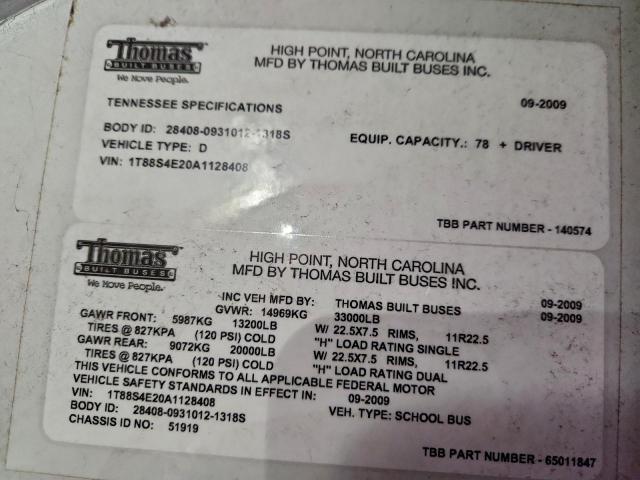 Thomas
BUILT BUSES
We Move People.
HIGH POINT, NORTH CAROLINA
MFD BY THOMAS BUILT BUSES INC.
TENNESSEE SPECIFICATIONS 09-2009
BODY ID: 28408-0931012-1318S
VEHICLE TYPE: D EQUIP. CAPACITY.: 78 + DRIVER
VIN: 1T88S4E20A1128408
TBB PART NUMBER - 140574
Thomas
BUILT BUSES
We Move People.
HIGH POINT, NORTH CAROLINA
MFD BY THOMAS BUILT BUSES INC.
INC VEH MFD BY: THOMAS BUILT BUSES 09-2009
GVWR: 14969KG 33000LB 09-2009
GAWR FRONT: 5987KG 13200LB W/ 22.5X7.5 RIMS, 11R22.5
TIRES @ 827KPA (120 PSI) COLD "H" LOAD RATING SINGLE
GAWR REAR: 9072KG 20000LB W/ 22.5X7.5 RIMS, 11R22.5
TIRES @ 827KPA (120 PSI) COLD "H" LOAD RATING DUAL
THIS VEHICLE CONFORMS TO ALL APPLICABLE FEDERAL MOTOR
VEHICLE SAFETY STANDARDS IN EFFECT IN: 09-2009
VIN: 1T88S4E20A1128408
BODY ID: 28408-0931012-1318S VEH. TYPE: SCHOOL BUS
CHASSIS ID NO: 51919
TBB PART NUMBER - 65011847